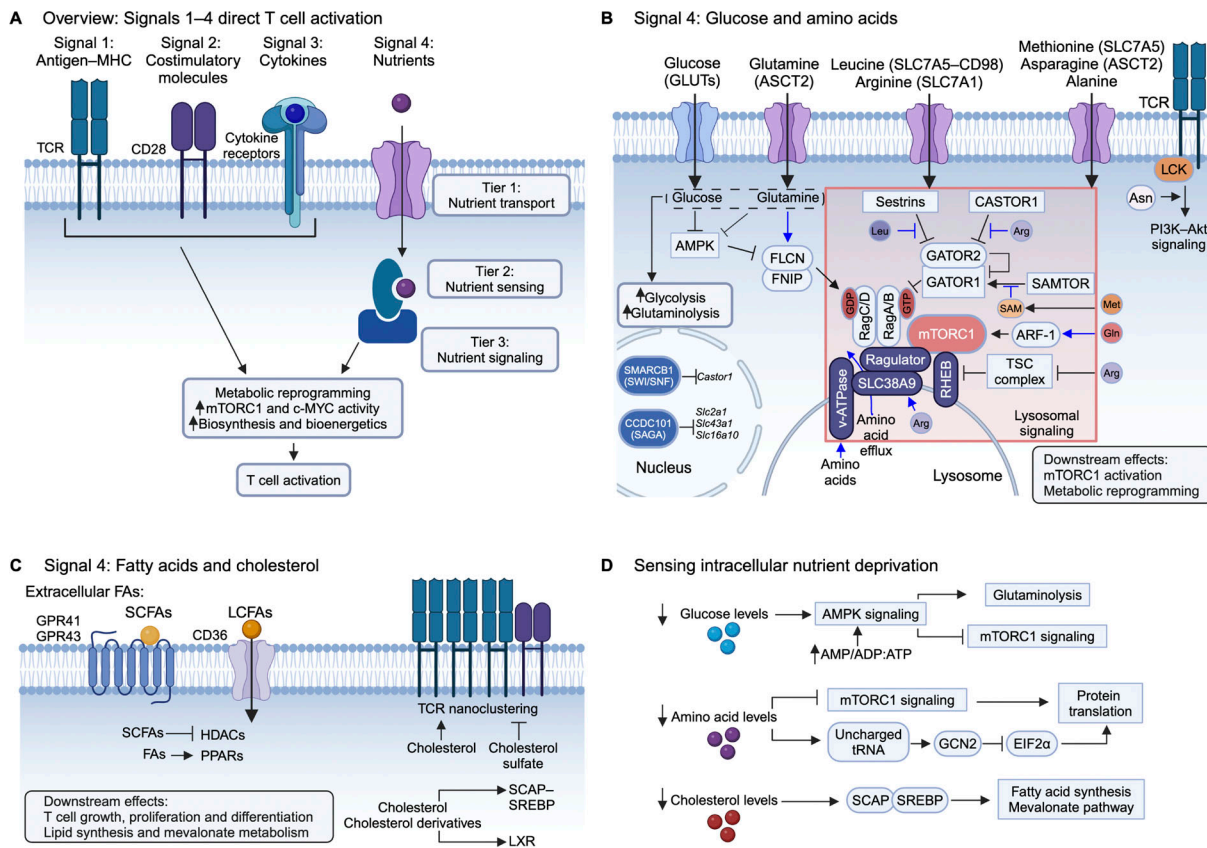 A Overview: Signals 1–4 direct T cell activation
Signal 1:
Antigen–MHC
Signal 2:
Costimulatory
molecules
Signal 3:
Cytokines
Signal 4:
Nutrients
TCR
CD28
Cytokine
receptors
Tier 1:
Nutrient transport
Tier 2:
Nutrient sensing
Tier 3:
Nutrient signaling
Metabolic reprogramming
mTORC1 and c-MYC activity
Biosynthesis and bioenergetics
T cell activation
B Signal 4: Glucose and amino acids
Glucose
(GLUTs)
Glutamine
(ASCT2)
Leucine (SLC7A5–CD98)
Arginine (SLC7A1)
Methionine (SLC7A5)
Asparagine (ASCT2)
Alanine
TCR
LCK
Asn
PI3K–Akt
signaling
Glucose
Glutamine
AMPK
FLCN
FNIP
Glycolysis
Glutaminolysis
Sestrins
CASTOR1
Leu
Arg
GATOR2
GATOR1
SAMTOR
SAM
Met
GDP
RagC/D
RagA/B
GTP
mTORC1
ARF-1
Gln
Ragulator
SLC38A9
v-ATPase
RHEB
TSC
complex
Arg
Arg
Amino
acid
efflux
Lysosomal
signaling
Amino
acids
Lysosome
SMARCB1
(SWI/SNF)
Castor1
CCDC101
(SAGA)
Slc2a1
Slc43a1
Slc16a10
Nucleus
Downstream effects:
mTORC1 activation
Metabolic reprogramming
C Signal 4: Fatty acids and cholesterol
Extracellular FAs:
GPR41
GPR43
SCFAs
CD36
LCFAs
SCFAs
HDACs
FAs
PPARs
TCR nanoclustering
Cholesterol
Cholesterol
sulfate
Cholesterol
Cholesterol derivatives
SCAP–
SREBP
LXR
Downstream effects:
T cell growth, proliferation and differentiation
Lipid synthesis and mevalonate metabolism
D Sensing intracellular nutrient deprivation
Glucose levels
AMPK signaling
AMP/ADP:ATP
Glutaminolysis
mTORC1 signaling
Amino acid levels
mTORC1 signaling
Protein
translation
Uncharged
tRNA
GCN2
EIF2α
Cholesterol levels
SCAP
SREBP
Fatty acid synthesis
Mevalonate pathway